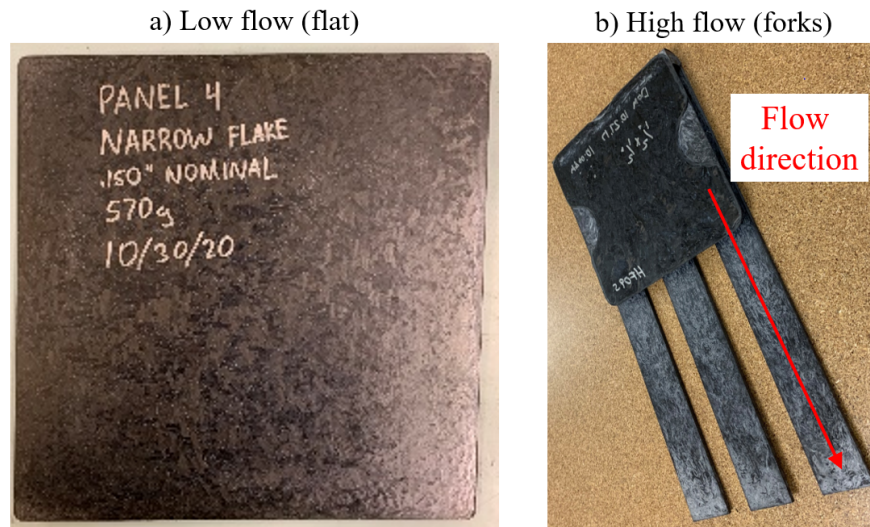 a) Low flow (flat)
PANEL 4
NARROW FLAKE
.150" NOMINAL
570g
10/30/20
b) High flow (forks)
Flow
direction